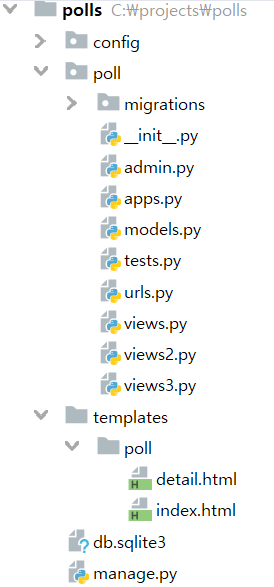 polls C:₩projects₩polls
config
poll
migrations
__init__.py
admin.py
apps.py
models.py
tests.py
urls.py
views.py
views2.py
views3.py
templates
poll
detail.html
index.html
db.sqlite3
manage.py